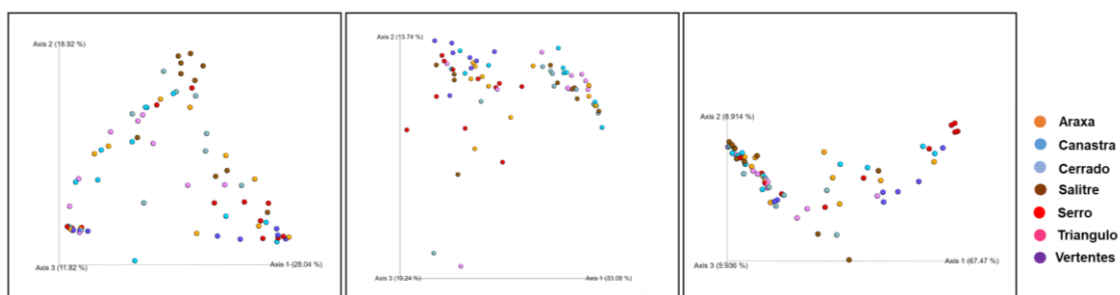 Axis 2 (18.92 %)
Axis 3 (11.82 %)
Axis 1 (28.04 %)
Axis 2 (13.74 %)
Axis 3 (10.24 %)
Axis 1 (33.08 %)
Axis 2 (8.914 %)
Axis 3 (5.936 %)
Axis 1 (67.47 %)
Araxa
Canastra
Cerrado
Salitre
Serro
Triangulo
Vertentes